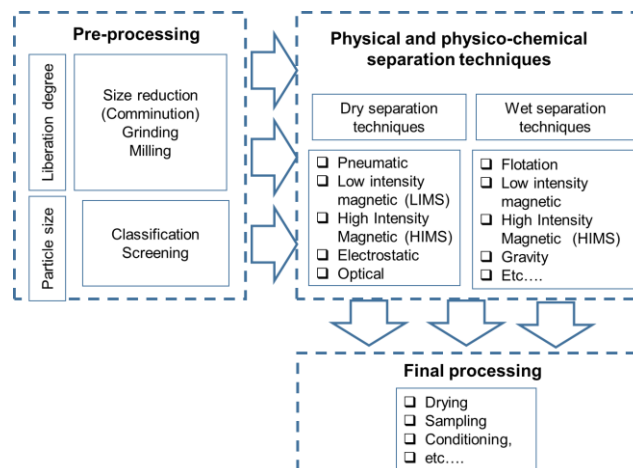 Pre-processing
Liberation degree
Size reduction
(Comminution)
Grinding
Milling
Particle size
Classification
Screening
Physical and physico-chemical
separation techniques
Dry separation
techniques
❑ Pneumatic
❑ Low intensity
magnetic (LIMS)
❑ High Intensity
Magnetic (HIMS)
❑ Electrostatic
❑ Optical
Wet separation
techniques
❑ Flotation
❑ Low intensity
magnetic
❑ High Intensity
Magnetic (HIMS)
❑ Gravity
❑ Etc….
Final processing
❑ Drying
❑ Sampling
❑ Conditioning,
❑ etc….